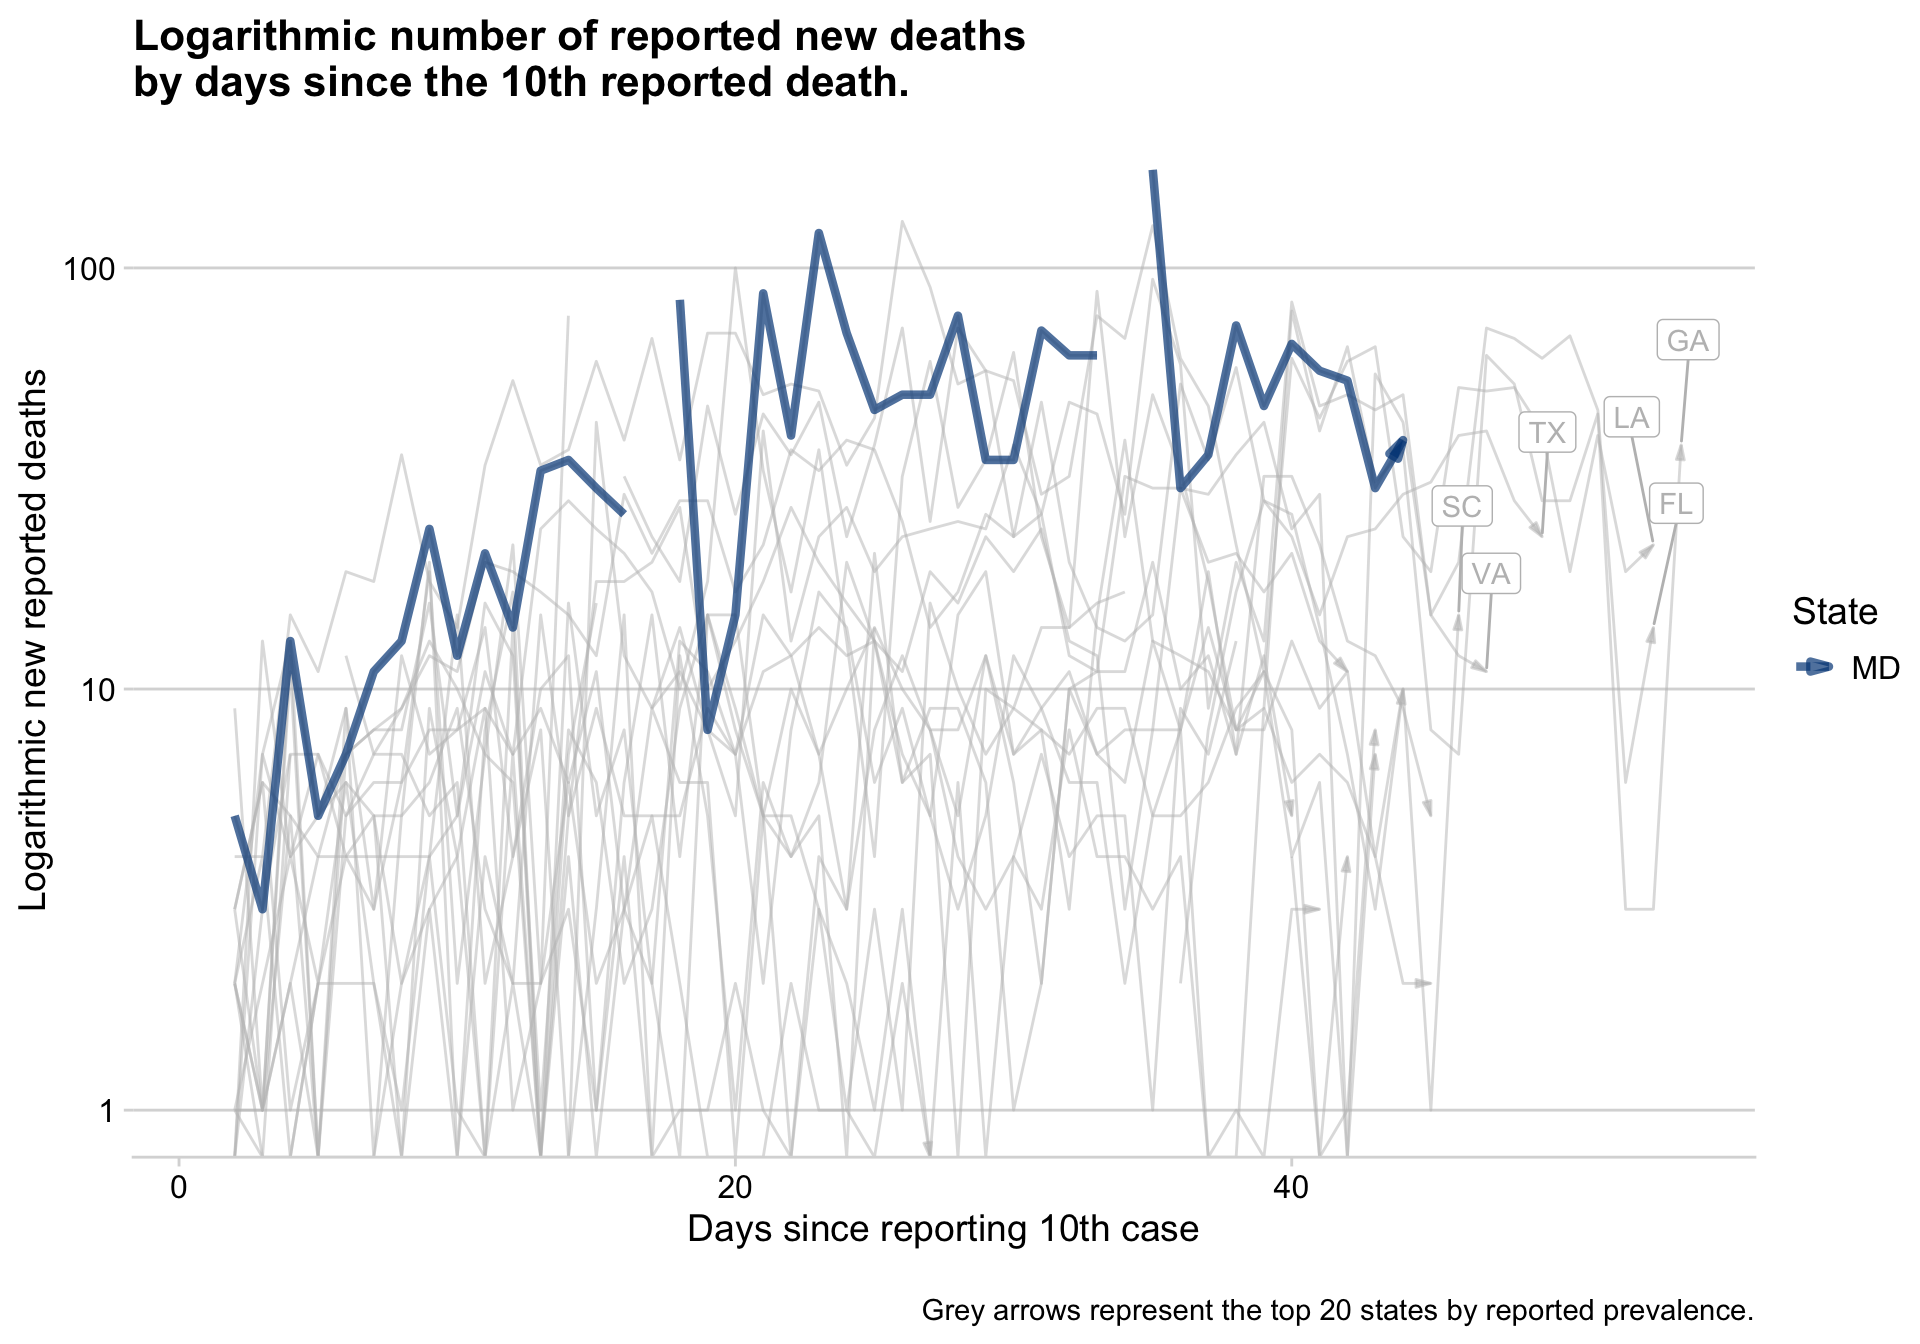 Logarithmic number of reported new deaths
by days since the 10th reported death.
Logarithmic new reported deaths
100
10
1
GA
LA
TX
FL
SC
VA
State
MD
0
20
40
Days since reporting 10th case
Grey arrows represent the top 20 states by reported prevalence.